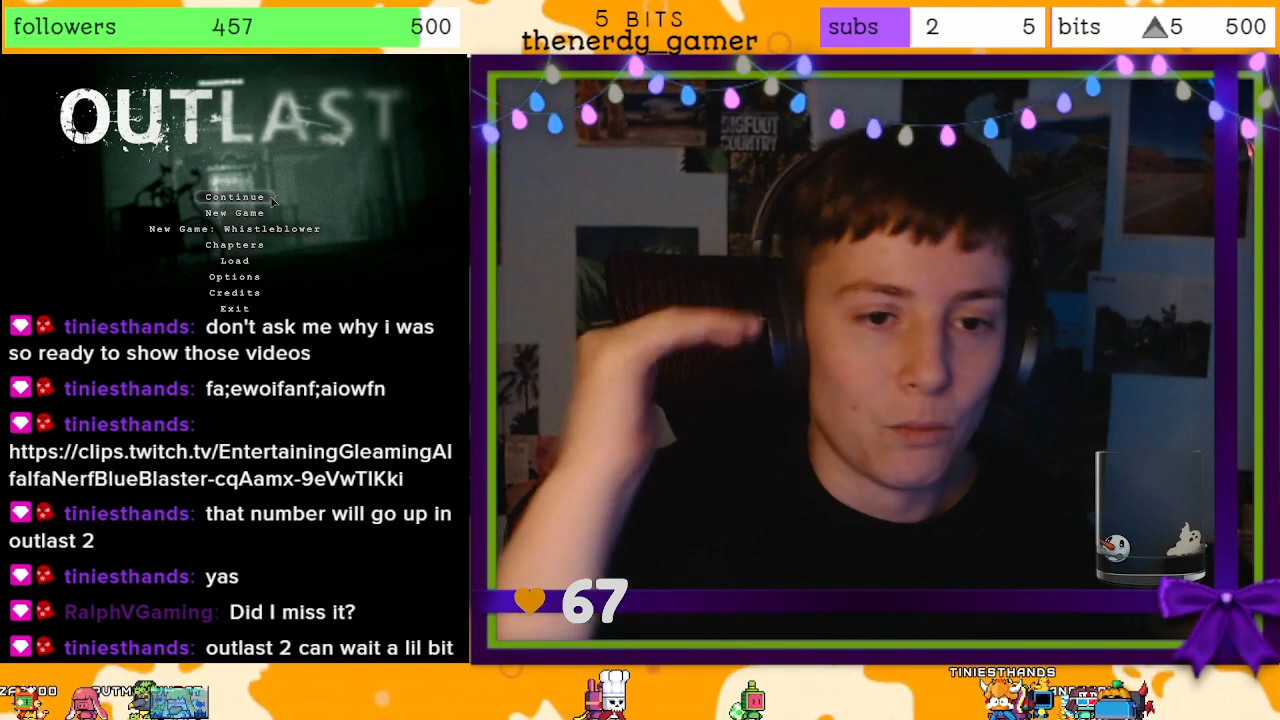 followers 457 500
5 BITS
thenerdy_gamer
subs 2 5
bits 5 500
OUTLAST
Continue
New Game
New Game: Whistleblower
Chapters
Load
Options
Credits
Exit
tiniesthands: don't ask me why i was
so ready to show those videos
tiniesthands: fa;ewoifanf;aiowfn
tiniesthands:
https://clips.twitch.tv/EntertainingGleamingAl
falfaNerfBlueBlaster-cqAamx-9eVwTIKki
tiniesthands: that number will go up in
outlast 2
tiniesthands: yas
RalphVGaming: Did I miss it?
tiniesthands: outlast 2 can wait a lil bit
BIGFOOT
COUNTRY
67
TINIESTHANDS